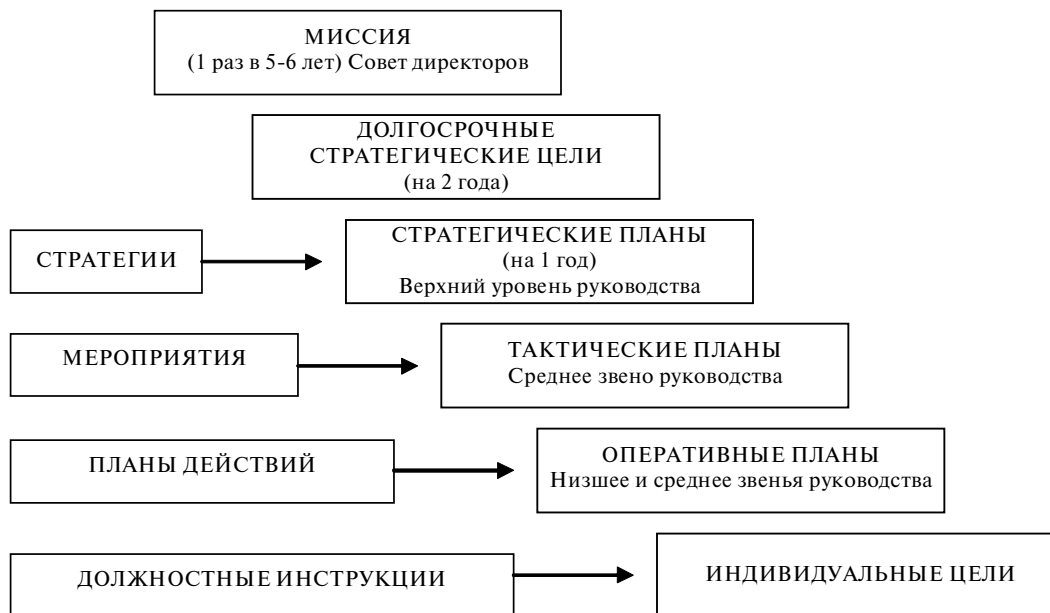 МИССИЯ
(1 раз в 5-6 лет) Совет директоров
ДОЛГОСРОЧНЫЕ
СТРАТЕГИЧЕСКИЕ ЦЕЛИ
(на 2 года)
СТРАТЕГИИ
СТРАТЕГИЧЕСКИЕ ПЛАНЫ
(на 1 год)
Верхний уровень руководства
МЕРОПРИЯТИЯ
ТАКТИЧЕСКИЕ ПЛАНЫ
Среднее звено руководства
ПЛАНЫ ДЕЙСТВИЙ
ОПЕРАТИВНЫЕ ПЛАНЫ
Низшее и среднее звенья руководства
ДОЛЖНОСТНЫЕ ИНСТРУКЦИИ
ИНДИВИДУАЛЬНЫЕ ЦЕЛИ